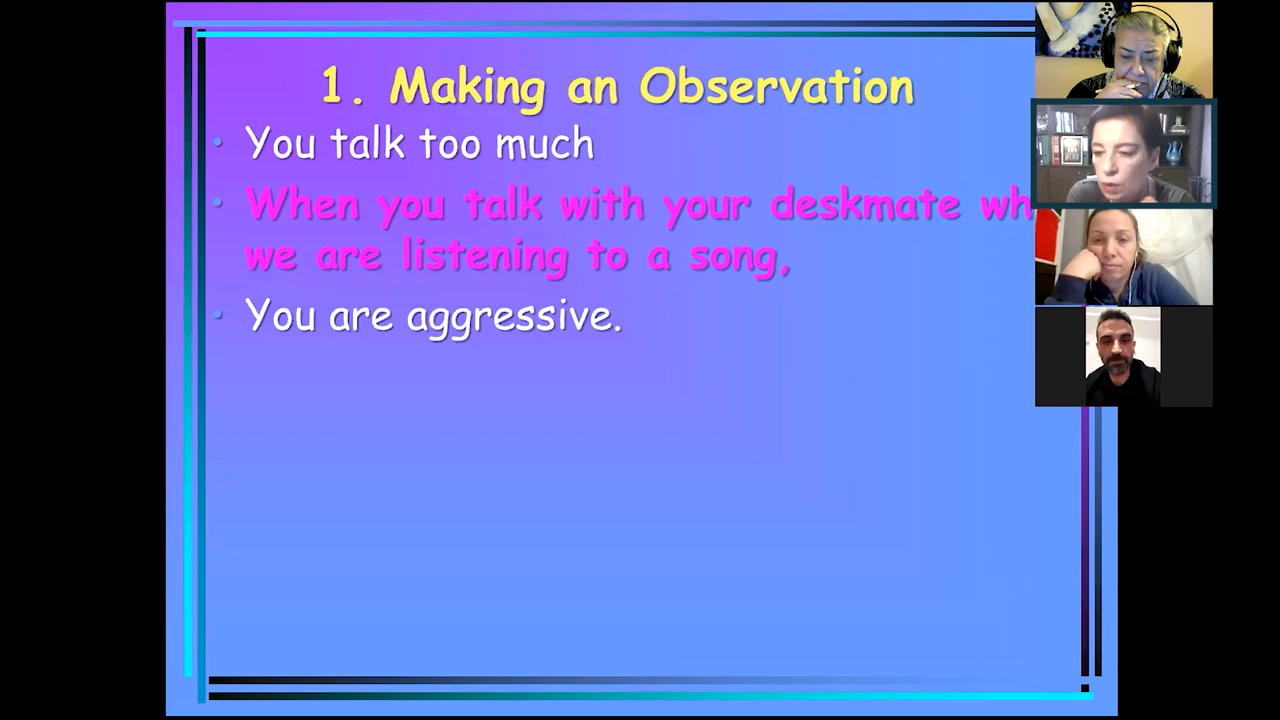 1. Making an Observation
• You talk too much
• When you talk with your deskmate wh
we are listening to a song,
• You are aggressive.